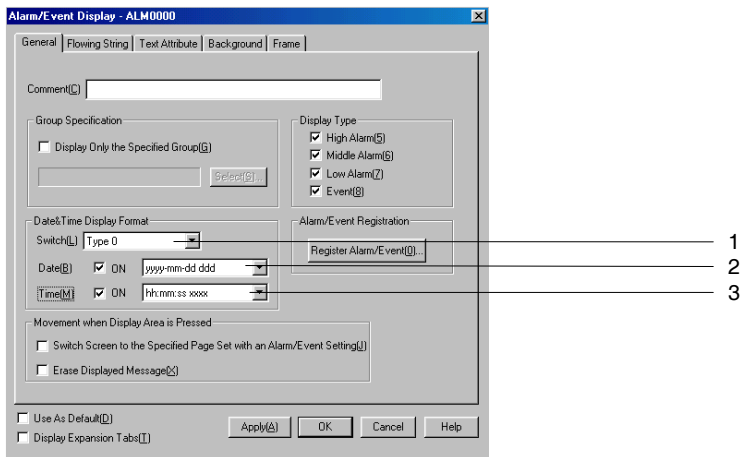 Alarm/Event Display - ALM0000
General Flowing String Text Attribute Background Frame
Comment(C)
Group Specification
Display Only the Specified Group(G)
Select(S)...
Display Type
High Alarm(5)
Middle Alarm(6)
Low Alarm(7)
Event(8)
Date&Time Display Format
Switch(L) Type 0
Date(B) ON yyyy-mm-dd ddd
Time(M) ON hh:mm:ss xxxx
Alarm/Event Registration
Register Alarm/Event(0)...
1
2
3
Movement when Display Area is Pressed
Switch Screen to the Specified Page Set with an Alarm/Event Setting(J)
Erase Displayed Message(X)
Use As Default(D)
Display Expansion Tabs(T)
Apply(A) OK Cancel Help